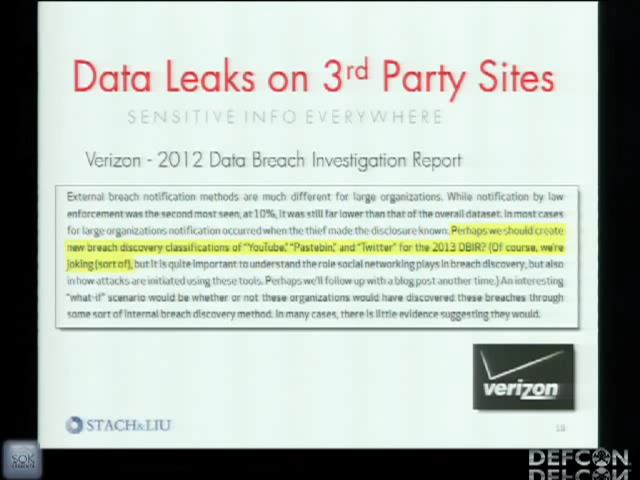 Data Leaks on 3rd Party Sites
SENSITIVE INFO EVERYWHERE
Verizon - 2012 Data Breach Investigation Report
External breach notification methods are much different for large organizations. While notification by law
enforcement was the second most seen, at 10%, it was still far lower than that of the overall dataset. In most cases
for large organizations notification occurred when the thief made the disclosure known. Perhaps we should create
new breach discovery classifications of “YouTube,” “Pastebin,” and “Twitter” for the 2013 DBIR? (Of course, we're
joking (sort of), but it is quite important to understand the role social networking plays in breach discovery, but also
in how attacks are initiated using these tools. Perhaps we'll follow up with a blog post another time.) An interesting
“what-if” scenario would be whether or not these organizations would have discovered these breaches through
some sort of internal breach discovery method. In many cases, there is little evidence suggesting they would.
verizon
STACH&LIU
18
SOK
DEFCON